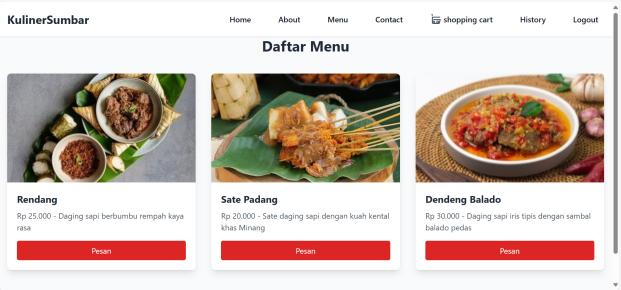 KulinerSumbar
Home About Menu Contact shopping cart History Logout
Daftar Menu
Rendang
Rp 25.000 - Daging sapi berbumbu rempah kaya
rasa
Pesan
Sate Padang
Rp 20.000 - Sate daging sapi dengan kuah kental
khas Minang
Pesan
Dendeng Balado
Rp 30.000 - Daging sapi iris tipis dengan sambal
balado pedas
Pesan